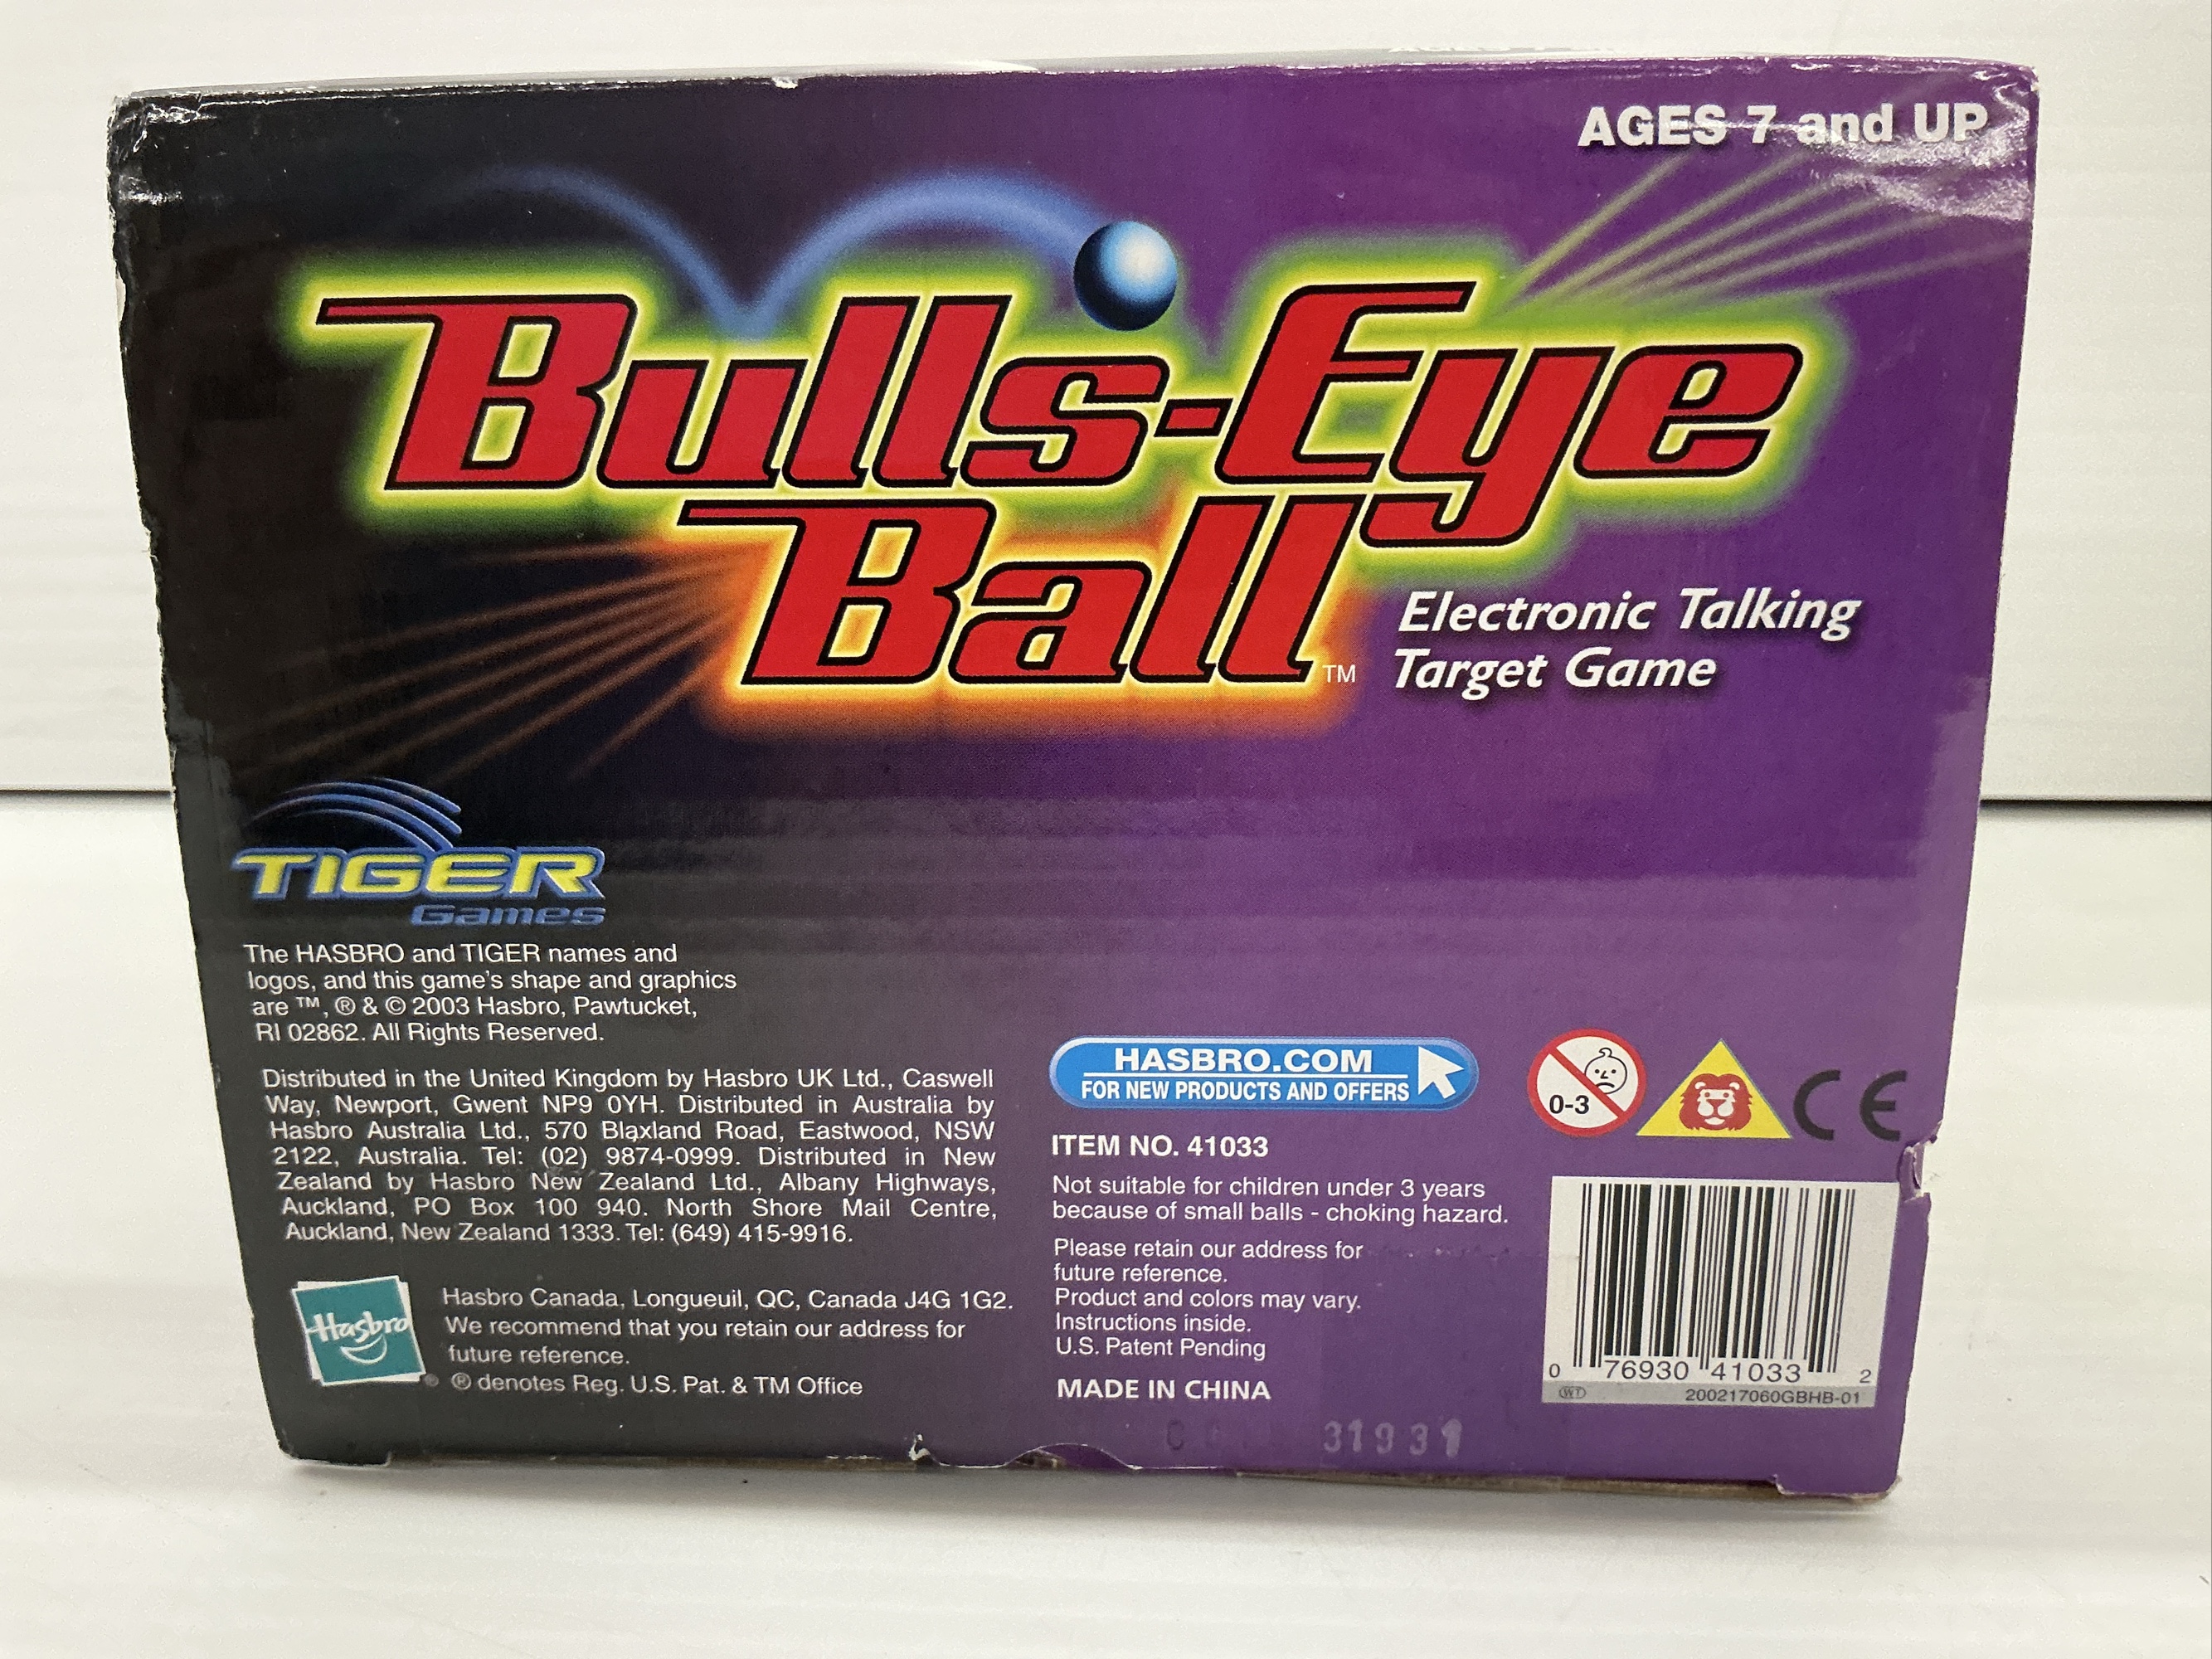 AGES 7 and UP
Bulls-Eye
Ball™
Electronic Talking
Target Game
TIGER
Games
The HASBRO and TIGER names and
logos, and this game's shape and graphics
are ™, ® & © 2003 Hasbro, Pawtucket,
RI 02862. All Rights Reserved.
Distributed in the United Kingdom by Hasbro UK Ltd., Caswell
Way, Newport, Gwent NP9 0YH. Distributed in Australia by
Hasbro Australia Ltd., 570 Blaxland Road, Eastwood, NSW
2122, Australia. Tel: (02) 9874-0999. Distributed in New
Zealand by Hasbro New Zealand Ltd., Albany Highways,
Auckland, PO Box 100 940. North Shore Mail Centre,
Auckland, New Zealand 1333. Tel: (649) 415-9916.
Hasbro
®
Hasbro Canada, Longueuil, QC, Canada J4G 1G2.
We recommend that you retain our address for
future reference.
® denotes Reg. U.S. Pat. & TM Office
HASBRO.COM
FOR NEW PRODUCTS AND OFFERS
ITEM NO. 41033
Not suitable for children under 3 years
because of small balls - choking hazard.
Please retain our address for
future reference.
Product and colors may vary.
Instructions inside.
U.S. Patent Pending
MADE IN CHINA
31931
0-3
CE
0 76930 41033 2
WT 200217060GBHB-01